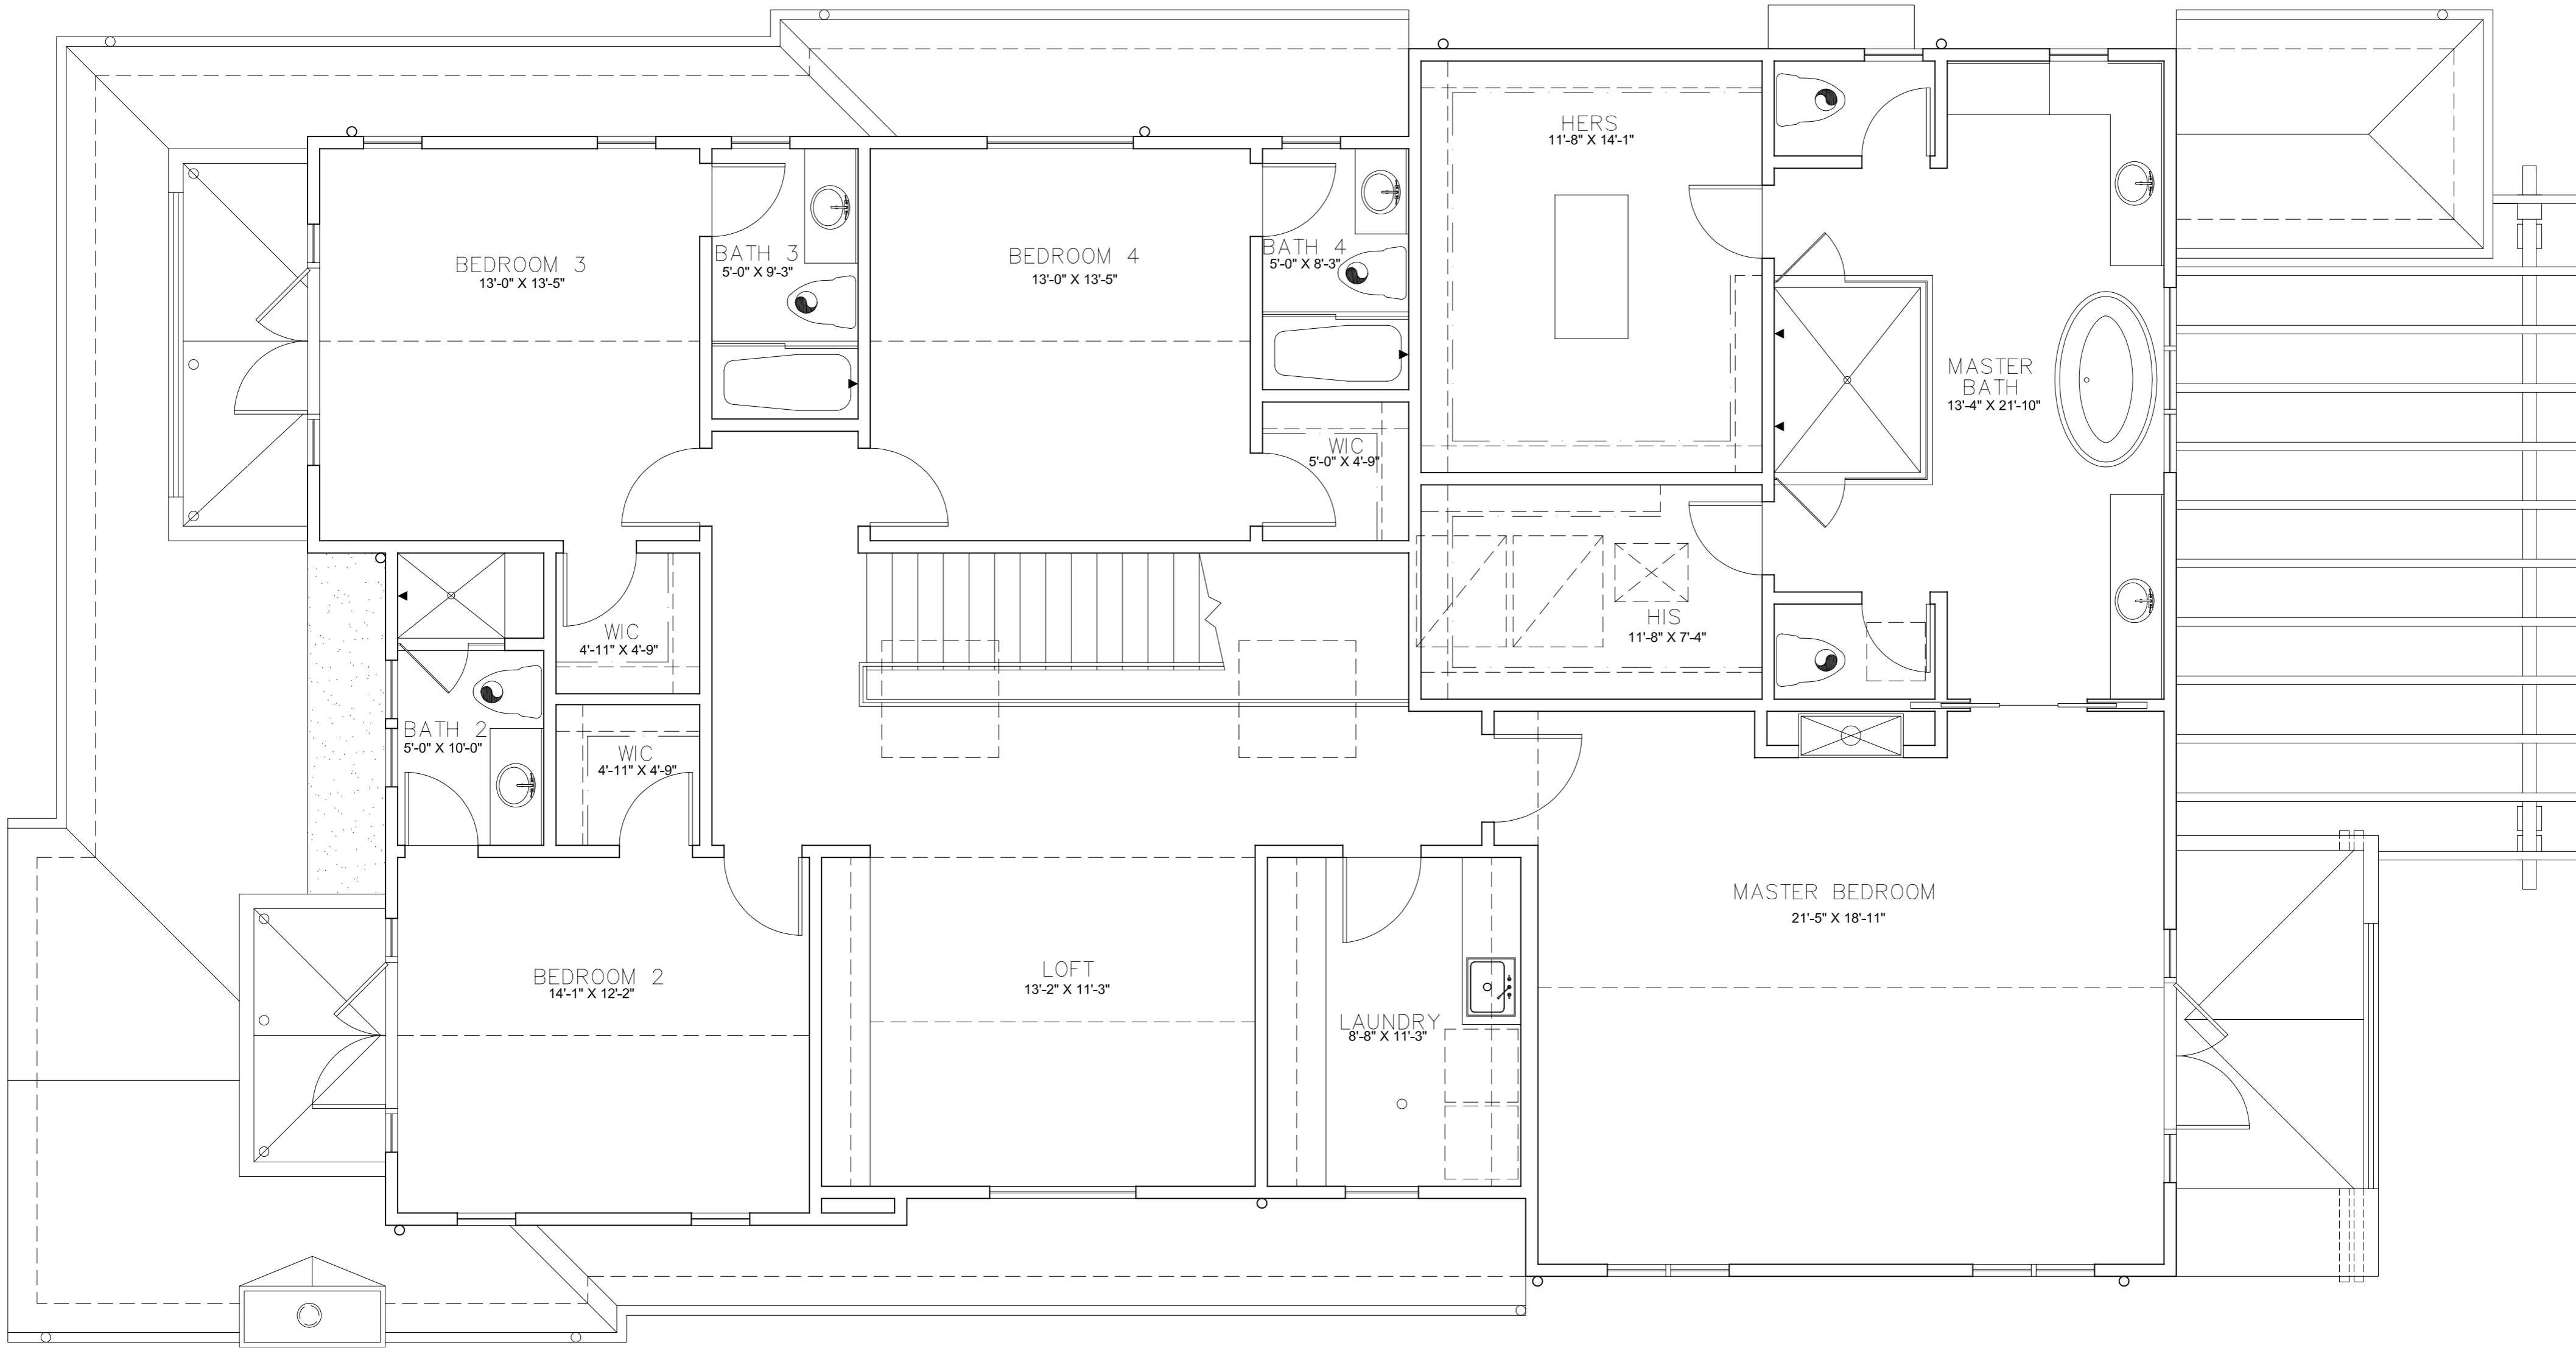 HERS
11'-8" X 14'-1"
BEDROOM 3
13'-0" X 13'-5"
BATH 3
5'-0" X 9'-3"
BEDROOM 4
13'-0" X 13'-5"
BATH 4
5'-0" X 8'-3"
MASTER
BATH
13'-4" X 21'-10"
WIC
5'-0" X 4'-9"
WIC
4'-11" X 4'-9"
HIS
11'-8" X 7'-4"
BATH 2
5'-0" X 10'-0"
WIC
4'-11" X 4'-9"
MASTER BEDROOM
21'-5" X 18'-11"
BEDROOM 2
14'-1" X 12'-2"
LOFT
13'-2" X 11'-3"
LAUNDRY
8'-8" X 11'-3"